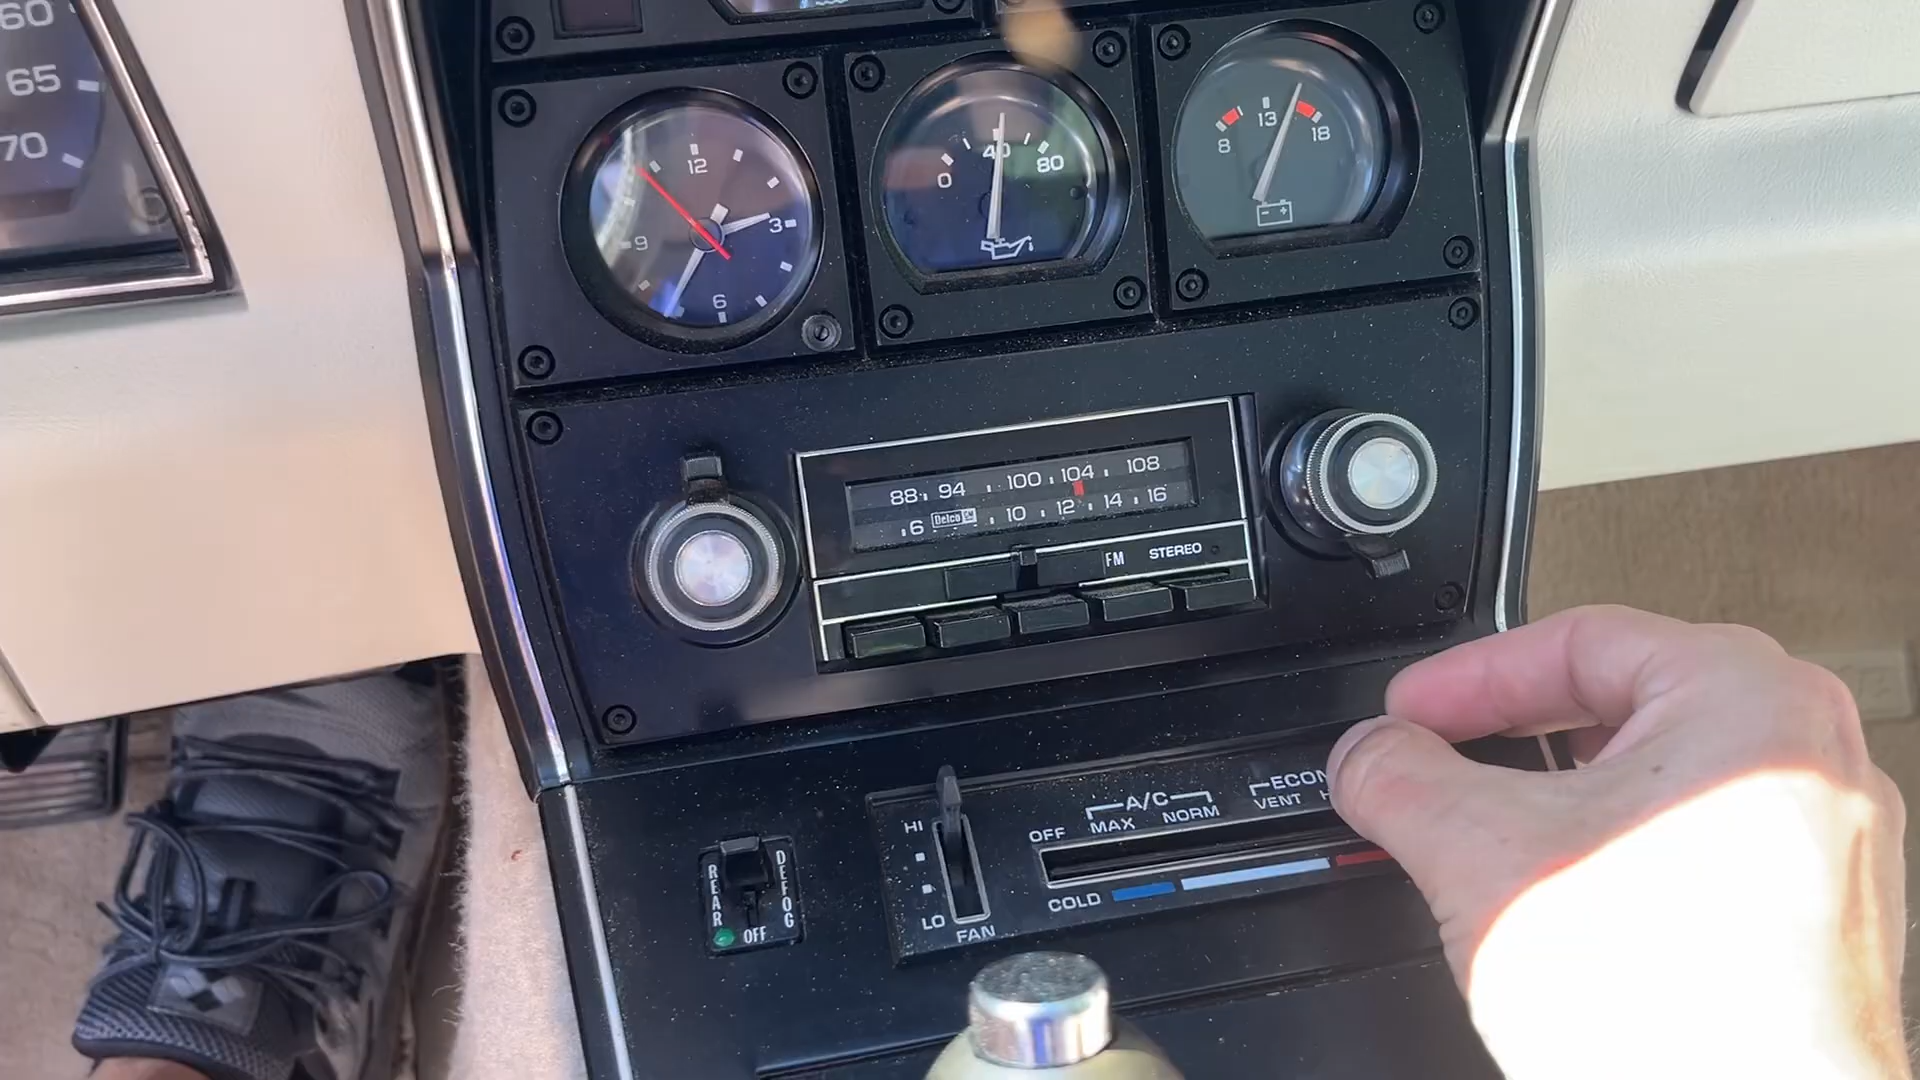 60
65
70
12
3
6
9
0
40
80
8
13
18
88 94 100 104 108
6 Delco 10 12 14 16
FM STEREO
REAR
DEFOG
OFF
HI
LO
FAN
OFF
A/C
MAX NORM
ECON
VENT H
COLD